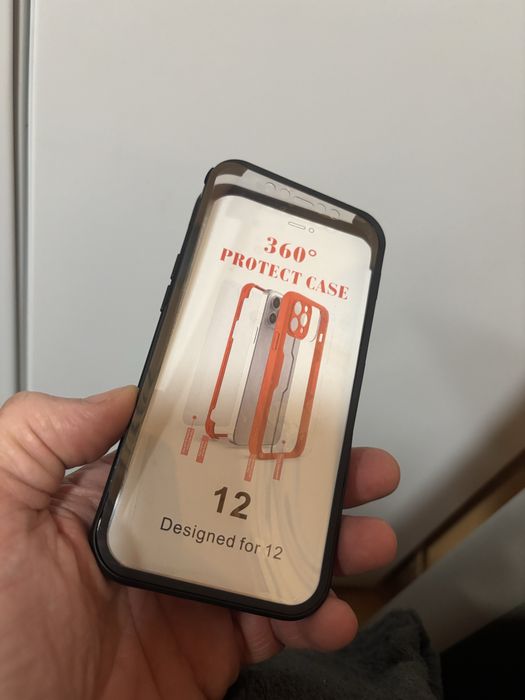 360°
PROTECT CASE
12
Designed for 12